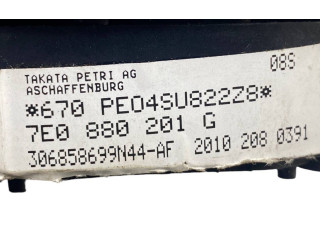 08S
TAKATA PETRI AG
ASCHAFFENBURG
*670 PE04SU822Z8*
7E0 880 201 G
306858699N44-AF 2010 208 0391